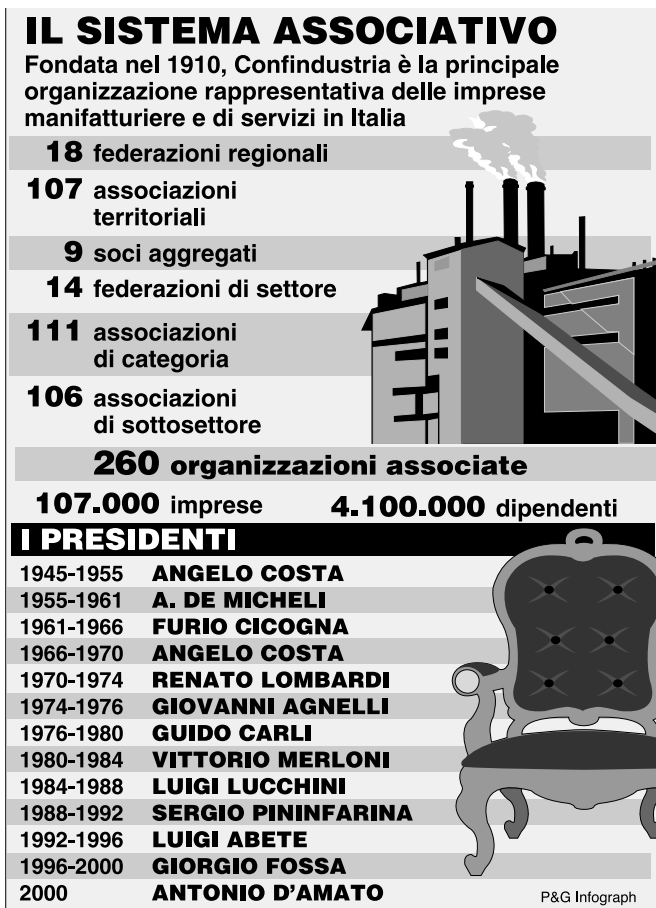 IL SISTEMA ASSOCIATIVO
Fondata nel 1910, Confindustria è la principale
organizzazione rappresentativa delle imprese
manifatturiere e di servizi in Italia
18 federazioni regionali
107 associazioni
territoriali
9 soci aggregati
14 federazioni di settore
111 associazioni
di categoria
106 associazioni
di sottosettore
260 organizzazioni associate
107.000 imprese 4.100.000 dipendenti
I PRESIDENTI
1945-1955 ANGELO COSTA
1955-1961 A. DE MICHELI
1961-1966 FURIO CICOGNA
1966-1970 ANGELO COSTA
1970-1974 RENATO LOMBARDI
1974-1976 GIOVANNI AGNELLI
1976-1980 GUIDO CARLI
1980-1984 VITTORIO MERLONI
1984-1988 LUIGI LUCCHINI
1988-1992 SERGIO PININFARINA
1992-1996 LUIGI ABETE
1996-2000 GIORGIO FOSSA
2000 ANTONIO D'AMATO
P&G Infograph